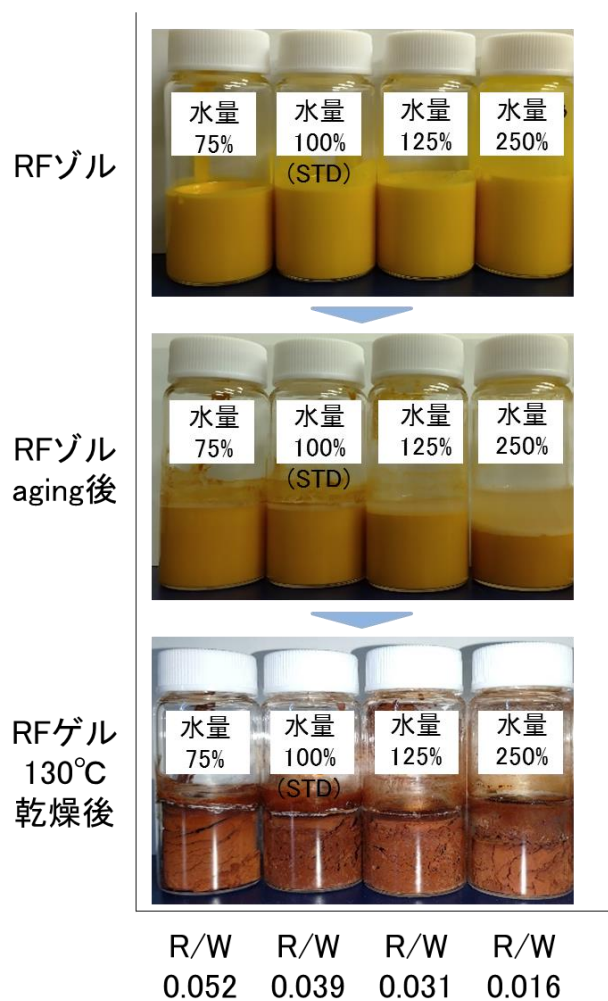 RFゾル
水量
75%
水量
100%
(STD)
水量
125%
水量
250%
RFゾル
aging後
水量
75%
水量
100%
(STD)
水量
125%
水量
250%
RFゲル
130℃
乾燥後
水量
75%
水量
100%
(STD)
水量
125%
水量
250%
R/W
0.052
R/W
0.039
R/W
0.031
R/W
0.016